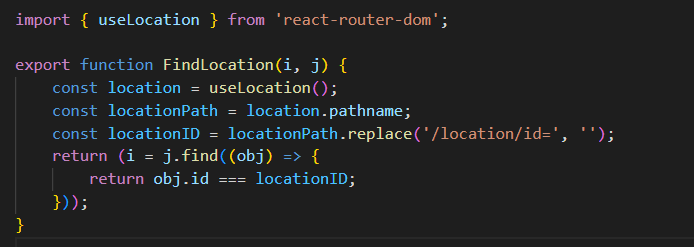 import { useLocation } from 'react-router-dom';
export function FindLocation(i, j) {
    const location = useLocation();
    const locationPath = location.pathname;
    const locationID = locationPath.replace('/location/id=', '');
    return (i = j.find((obj) => {
        return obj.id === locationID;
    }));
}